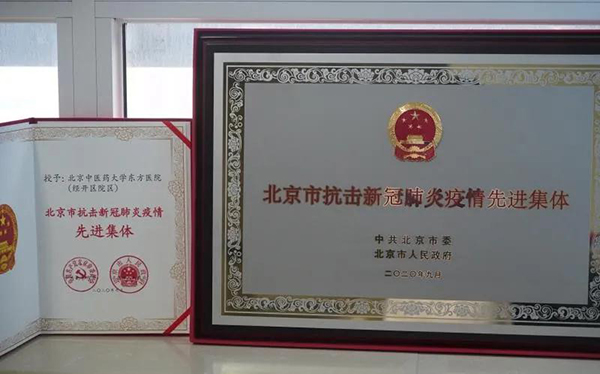 授予：北京中医药大学东方医院
（经开区院区）
北京市抗击新冠肺炎疫情
先进集体
北京市抗击新冠肺炎疫情先进集体
中共北京市委
北京市人民政府
二〇二〇年九月